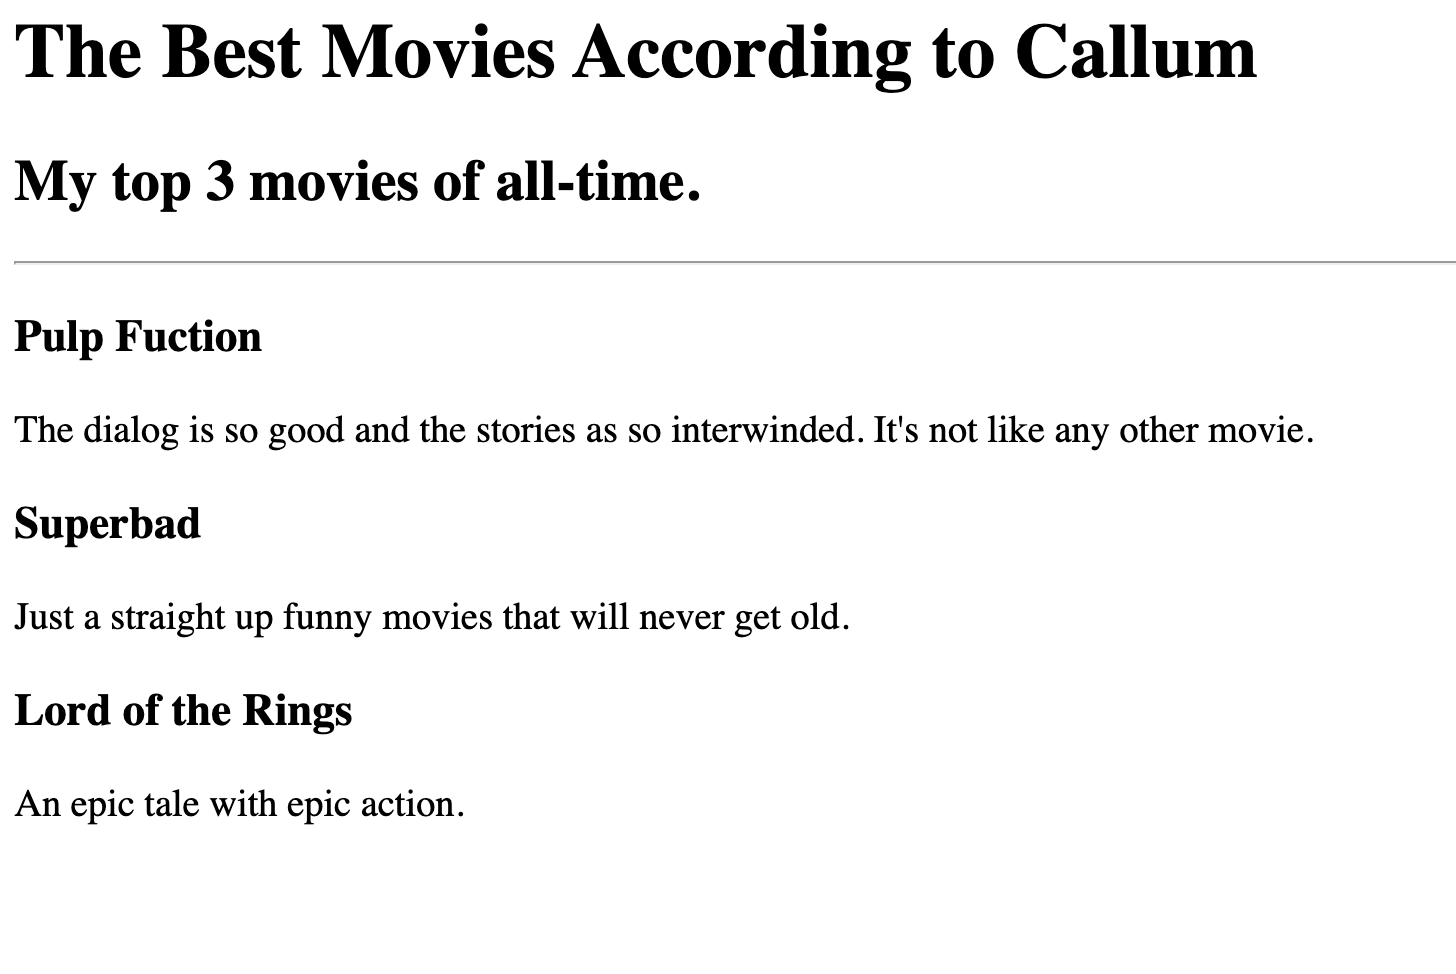 The Best Movies According to Callum
My top 3 movies of all-time.
Pulp Fuction
The dialog is so good and the stories as so interwinded. It's not like any other movie.
Superbad
Just a straight up funny movies that will never get old.
Lord of the Rings
An epic tale with epic action.